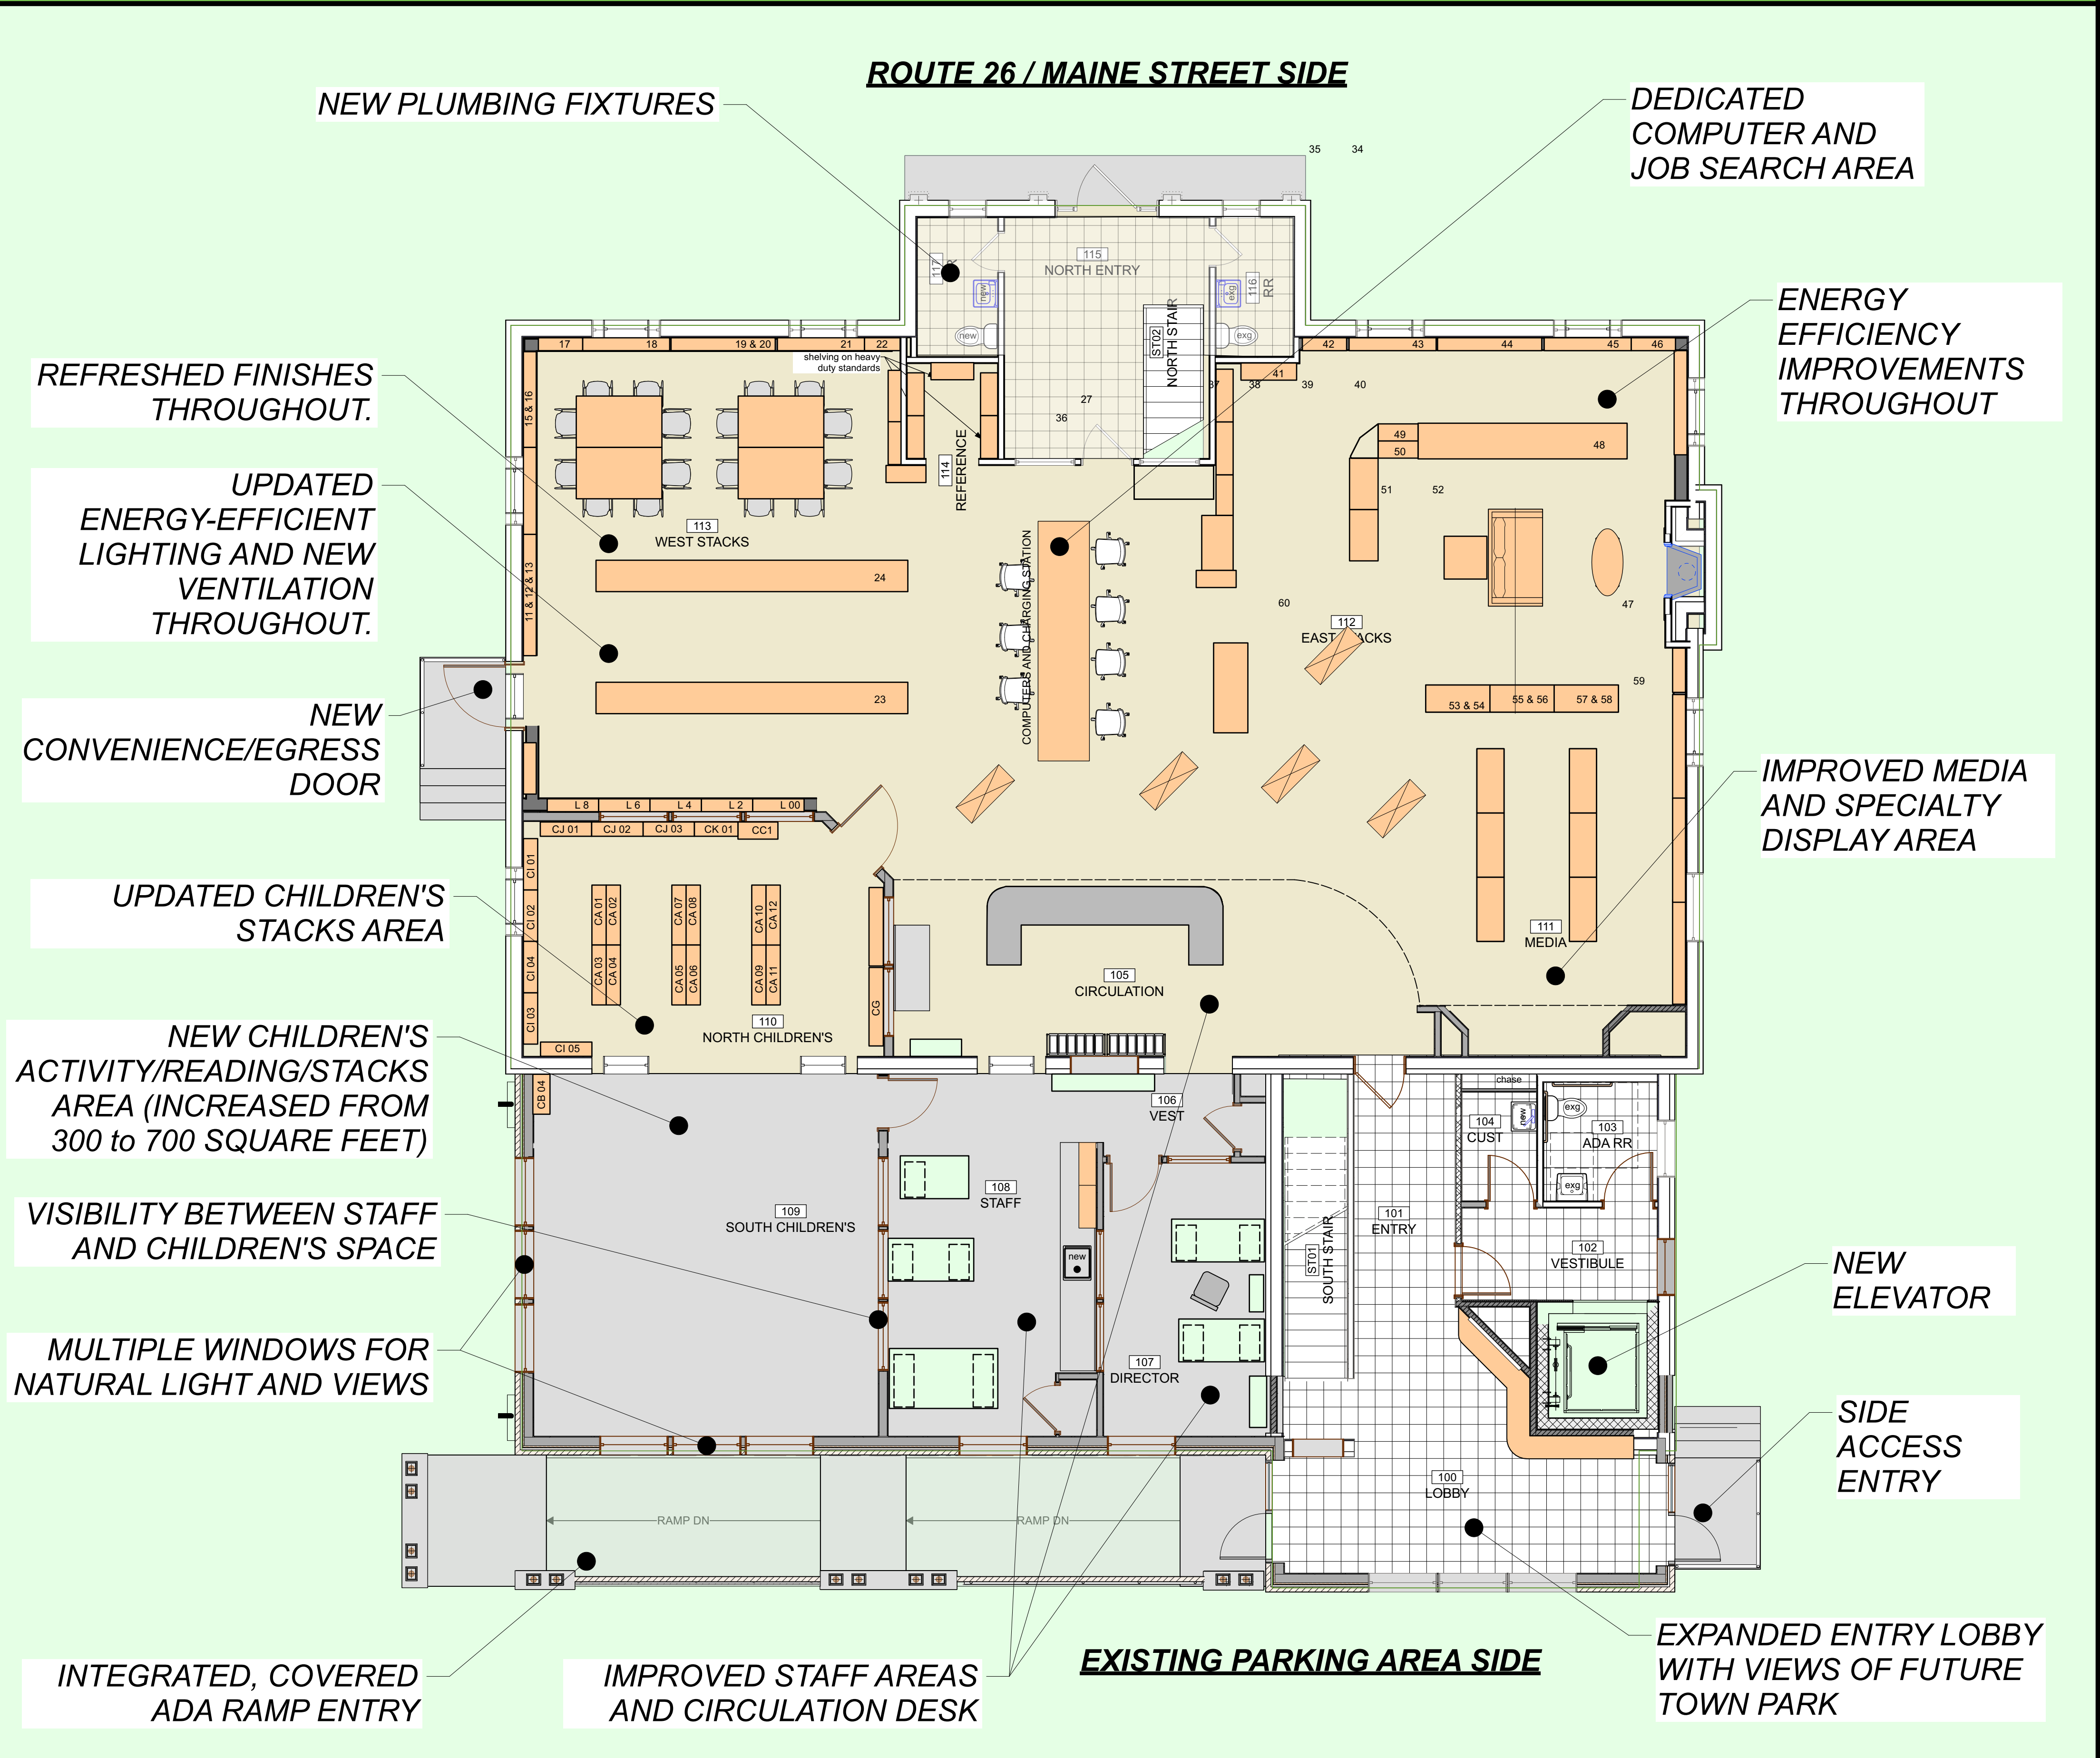 ROUTE 26 / MAINE STREET SIDE
NEW PLUMBING FIXTURES
DEDICATED
COMPUTER AND
JOB SEARCH AREA
35 34
115
NORTH ENTRY
117
new
new
ST02
NORTH STAIR
exg
exg
116
RR
ENERGY
EFFICIENCY
IMPROVEMENTS
THROUGHOUT
REFRESHED FINISHES
THROUGHOUT.
17 18 19 & 20 21 22
shelving on heavy
duty standards
42 43 44 45 46
41
37 38 39 40
27
36
15 & 16
11 & 12 & 13
114
REFERENCE
49
50
48
51 52
UPDATED
ENERGY-EFFICIENT
LIGHTING AND NEW
VENTILATION
THROUGHOUT.
113
WEST STACKS
24
23
COMPUTERS AND CHARGING STATION
60
47
112
EAST STACKS
59
53 & 54 55 & 56 57 & 58
NEW
CONVENIENCE/EGRESS
DOOR
IMPROVED MEDIA
AND SPECIALTY
DISPLAY AREA
L 8 L 6 L 4 L 2 L 00
CJ 01 CJ 02 CJ 03 CK 01 CC1
CI 01
CI 02
CI 04
CI 03
CI 05
CA 01 CA 02 CA 07 CA 08 CA 10 CA 12
CA 03 CA 04 CA 05 CA 06 CA 09 CA 11
CG
UPDATED CHILDREN'S
STACKS AREA
111
MEDIA
105
CIRCULATION
110
NORTH CHILDREN'S
NEW CHILDREN'S
ACTIVITY/READING/STACKS
AREA (INCREASED FROM
300 to 700 SQUARE FEET)
CB 04
106
VEST
chase
104
CUST
new
exg
103
ADA RR
exg
VISIBILITY BETWEEN STAFF
AND CHILDREN'S SPACE
109
SOUTH CHILDREN'S
108
STAFF
new
ST01
SOUTH STAIR
101
ENTRY
102
VESTIBULE
NEW
ELEVATOR
MULTIPLE WINDOWS FOR
NATURAL LIGHT AND VIEWS
107
DIRECTOR
SIDE
ACCESS
ENTRY
100
LOBBY
RAMP DN RAMP DN
EXISTING PARKING AREA SIDE
INTEGRATED, COVERED
ADA RAMP ENTRY
IMPROVED STAFF AREAS
AND CIRCULATION DESK
EXPANDED ENTRY LOBBY
WITH VIEWS OF FUTURE
TOWN PARK